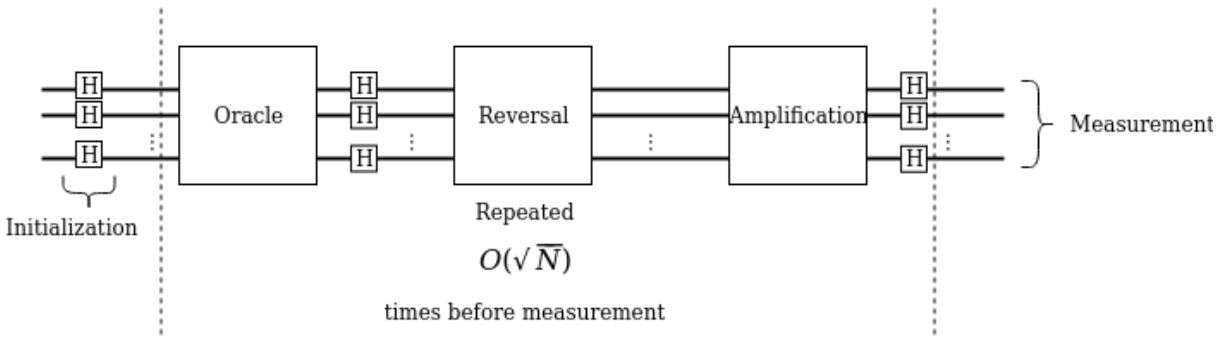 H H H
H H H
H H H
Oracle
Reversal
Amplification
Measurement
Initialization
Repeated
O(√N)
times before measurement